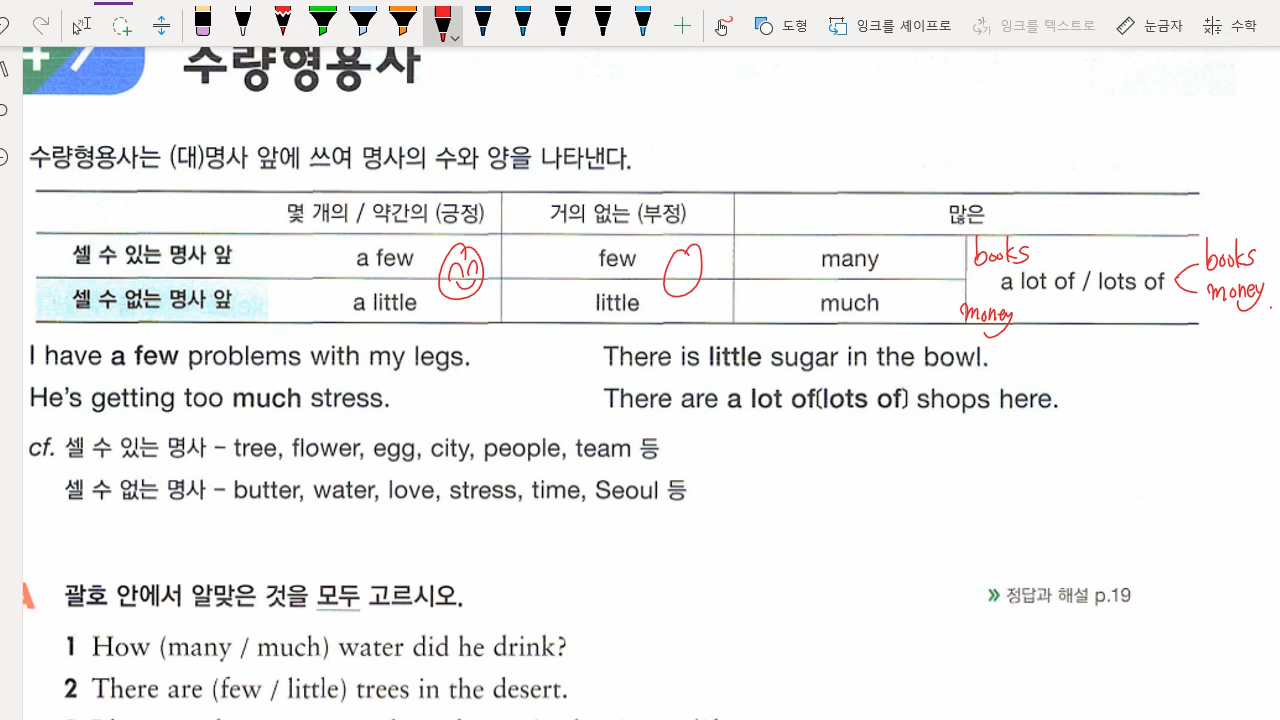 도형 잉크를 셰이프로 잉크를 텍스트로 눈금자 수학
+ 7 수량형용사
수량형용사는 (대)명사 앞에 쓰여 명사의 수와 양을 나타낸다.
몇 개의 / 약간의 (긍정) 거의 없는 (부정) 많은
셀 수 있는 명사 앞 a few few many books a lot of / lots of books
셀 수 없는 명사 앞 a little little much money money.
I have a few problems with my legs. There is little sugar in the bowl.
He's getting too much stress. There are a lot of(lots of) shops here.
cf. 셀 수 있는 명사 – tree, flower, egg, city, people, team 등
셀 수 없는 명사 – butter, water, love, stress, time, Seoul 등
A 괄호 안에서 알맞은 것을 모두 고르시오. » 정답과 해설 p.19
1 How (many / much) water did he drink?
2 There are (few / little) trees in the desert.